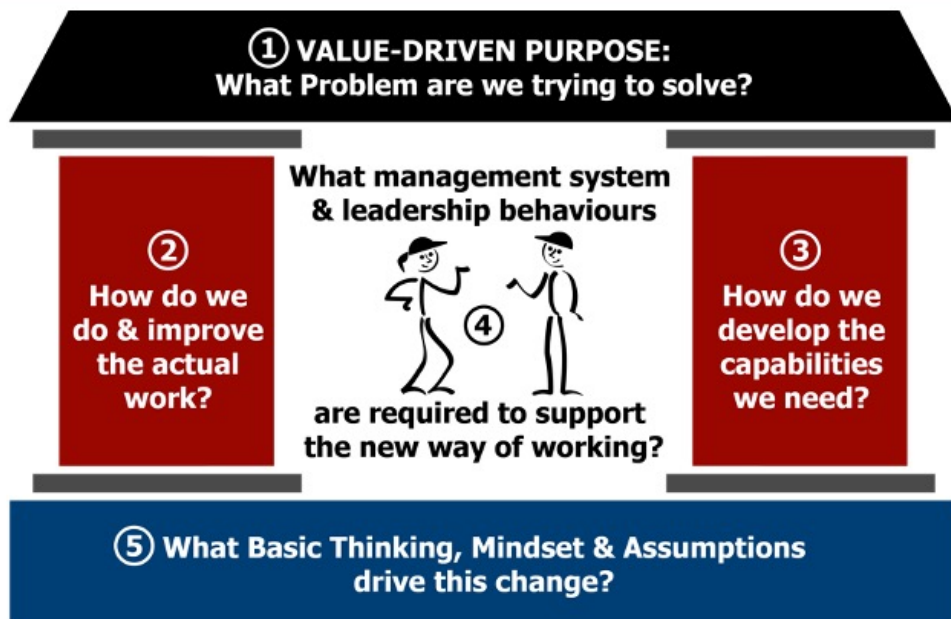 ① VALUE-DRIVEN PURPOSE:
What Problem are we trying to solve?
②
How do we
do & improve
the actual
work?
What management system
& leadership behaviours
④
are required to support
the new way of working?
③
How do we
develop the
capabilities
we need?
⑤ What Basic Thinking, Mindset & Assumptions
drive this change?